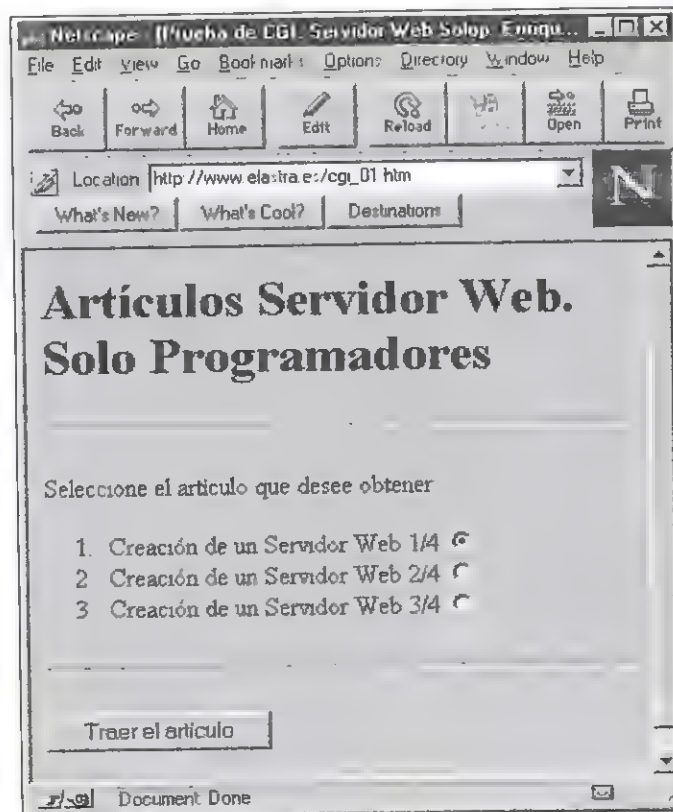 Netscape - [Prueba de CGI. Servidor Web Solop. Enriqu...
File Edit View Go Bookmarks Options Directory Window Help
Back Forward Home Edit Reload Open Print
Location http://www.elastra.es/cgi_01.htm
What's New? What's Cool? Destinations
N
Artículos Servidor Web.
Solo Programadores
Seleccione el artículo que desee obtener
1. Creación de un Servidor Web 1/4
2 Creación de un Servidor Web 2/4
3 Creación de un Servidor Web 3/4
Traer el artículo
Document Done